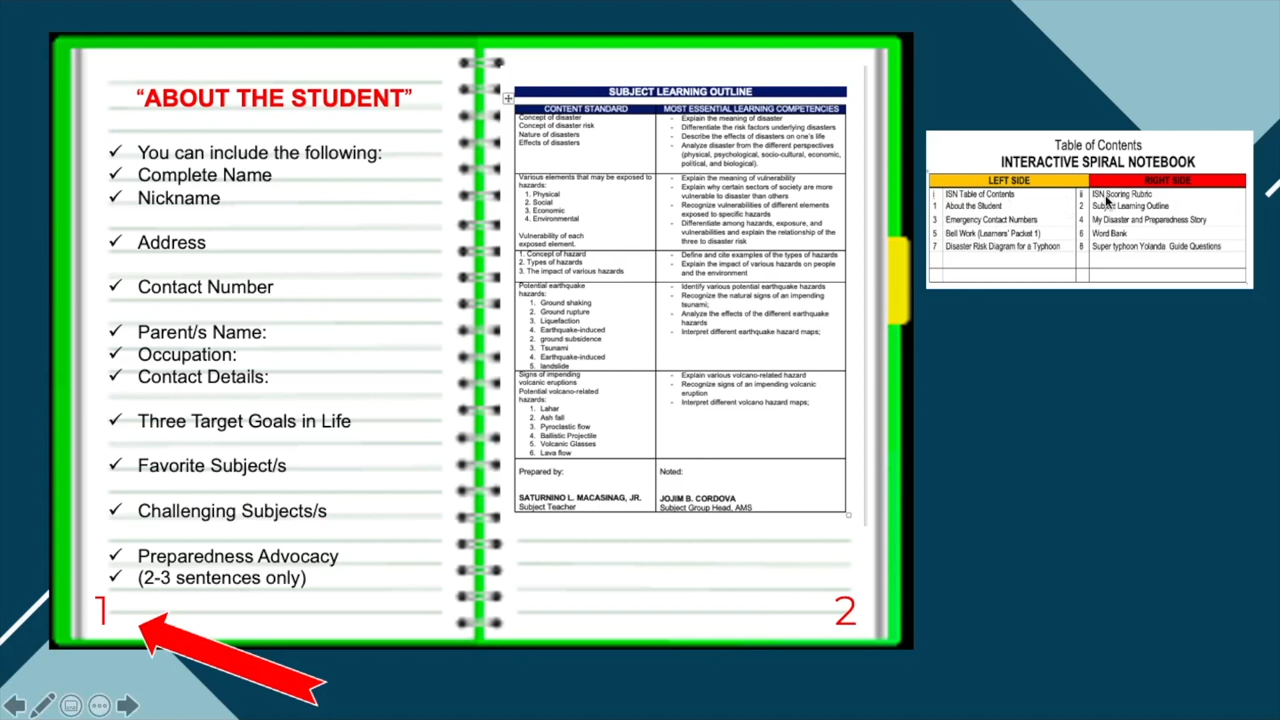 “ABOUT THE STUDENT”
✓ You can include the following:
✓ Complete Name
✓ Nickname
✓ Address
✓ Contact Number
✓ Parent/s Name:
✓ Occupation:
✓ Contact Details:
✓ Three Target Goals in Life
✓ Favorite Subject/s
✓ Challenging Subjects/s
✓ Preparedness Advocacy
✓ (2-3 sentences only)
1
SUBJECT LEARNING OUTLINE
CONTENT STANDARD
MOST ESSENTIAL LEARNING COMPETENCIES
Concept of disaster
Concept of disaster risk
Nature of disasters
Effects of disasters
- Explain the meaning of disaster
- Differentiate the risk factors underlying disasters
- Describe the effects of disasters on one's life
- Analyze disaster from the different perspectives
(physical, psychological, socio-cultural, economic,
political, and biological).
Various elements that may be exposed to
hazards:
1. Physical
2. Social
3. Economic
4. Environmental
Vulnerability of each
exposed element.
- Explain the meaning of vulnerability
- Explain why certain sectors of society are more
vulnerable to disaster than others
- Recognize vulnerabilities of different elements
exposed to specific hazards
- Differentiate among hazards, exposure, and
vulnerabilities and explain the relationship of the
three to disaster risk
1. Concept of hazard
2. Types of hazards
3. The impact of various hazards
- Define and cite examples of the types of hazards
- Explain the impact of various hazards on people
and the environment
Potential earthquake
hazards:
1. Ground shaking
2. Ground rupture
3. Liquefaction
4. Earthquake-induced
2. ground subsidence
3. Tsunami
4. Earthquake-induced
5. landslide
- Identify various potential earthquake hazards
- Recognize the natural signs of an impending
tsunami;
- Analyze the effects of the different earthquake
hazards
- Interpret different earthquake hazard maps;
Signs of impending
volcanic eruptions
Potential volcano-related
hazards:
1. Lahar
2. Ash fall
3. Pyroclastic flow
4. Ballistic Projectile
5. Volcanic Glasses
6. Lava flow
- Explain various volcano-related hazard
- Recognize signs of an impending volcanic
eruption
- Interpret different volcano hazard maps;
Prepared by:
SATURNINO L. MACASINAG, JR.
Subject Teacher
Noted:
JOJIM B. CORDOVA
Subject Group Head, AMS
2
Table of Contents
INTERACTIVE SPIRAL NOTEBOOK
LEFT SIDE RIGHT SIDE
i ISN Table of Contents ii ISN Scoring Rubric
1 About the Student 2 Subject Learning Outline
3 Emergency Contact Numbers 4 My Disaster and Preparedness Story
5 Bell Work (Learners' Packet 1) 6 Word Bank
7 Disaster Risk Diagram for a Typhoon 8 Super typhoon Yolanda Guide Questions